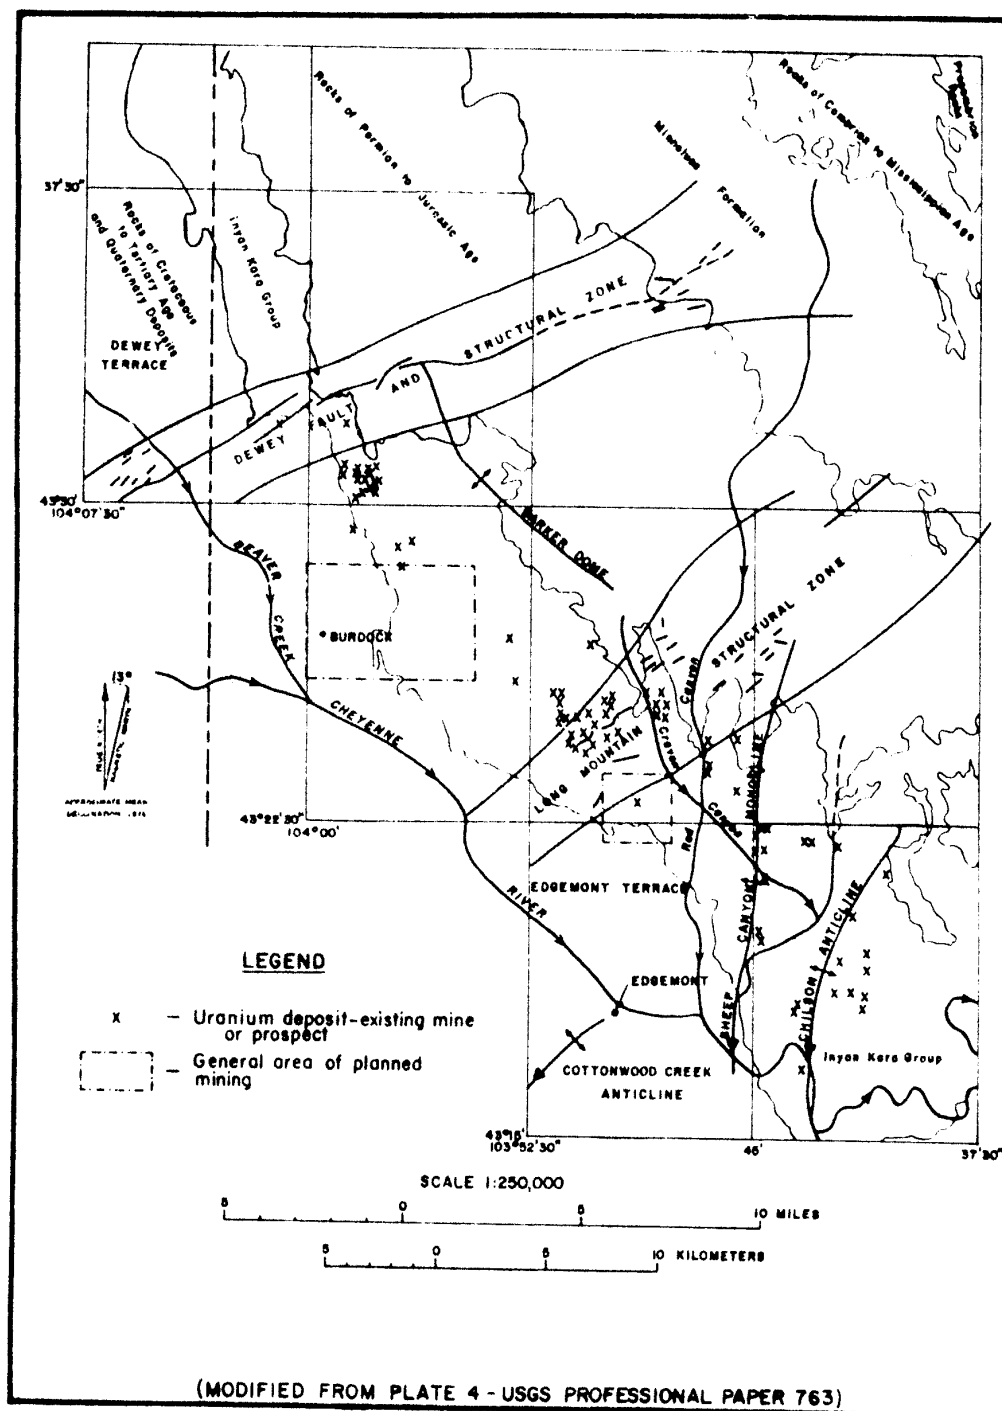 Rocks of Permian to Jurassic Age
Rocks of Cambrian to Mississippian Age
Precambrian
Minnelusa Formation
37'30"
Rocks of Cretaceous
to Tertiary Age
and Quaternary Deposits
Inyan Kara Group
DEWEY
TERRACE
DEWEY FAULT AND STRUCTURAL ZONE
43°30'
104°07'30"
BARKER DOME
BEAVER CREEK
BURDOCK
STRUCTURAL ZONE
Canyon
13°
CHEYENNE
LONG MOUNTAIN
Craven
Canyon
Red
MONOCLINE
43°22'30"
104°00'
RIVER
EDGEMONT TERRACE
CANYON
CHILSON ANTICLINE
SHEEP
EDGEMONT
COTTONWOOD CREEK
ANTICLINE
Inyan Kara Group
LEGEND
X — Uranium deposit-existing mine
or prospect
— General area of planned
mining
43°15'
103°52'30"
45'
37'30"
SCALE 1:250,000
5 0 5 10 MILES
5 0 5 10 KILOMETERS
(MODIFIED FROM PLATE 4 - USGS PROFESSIONAL PAPER 763)